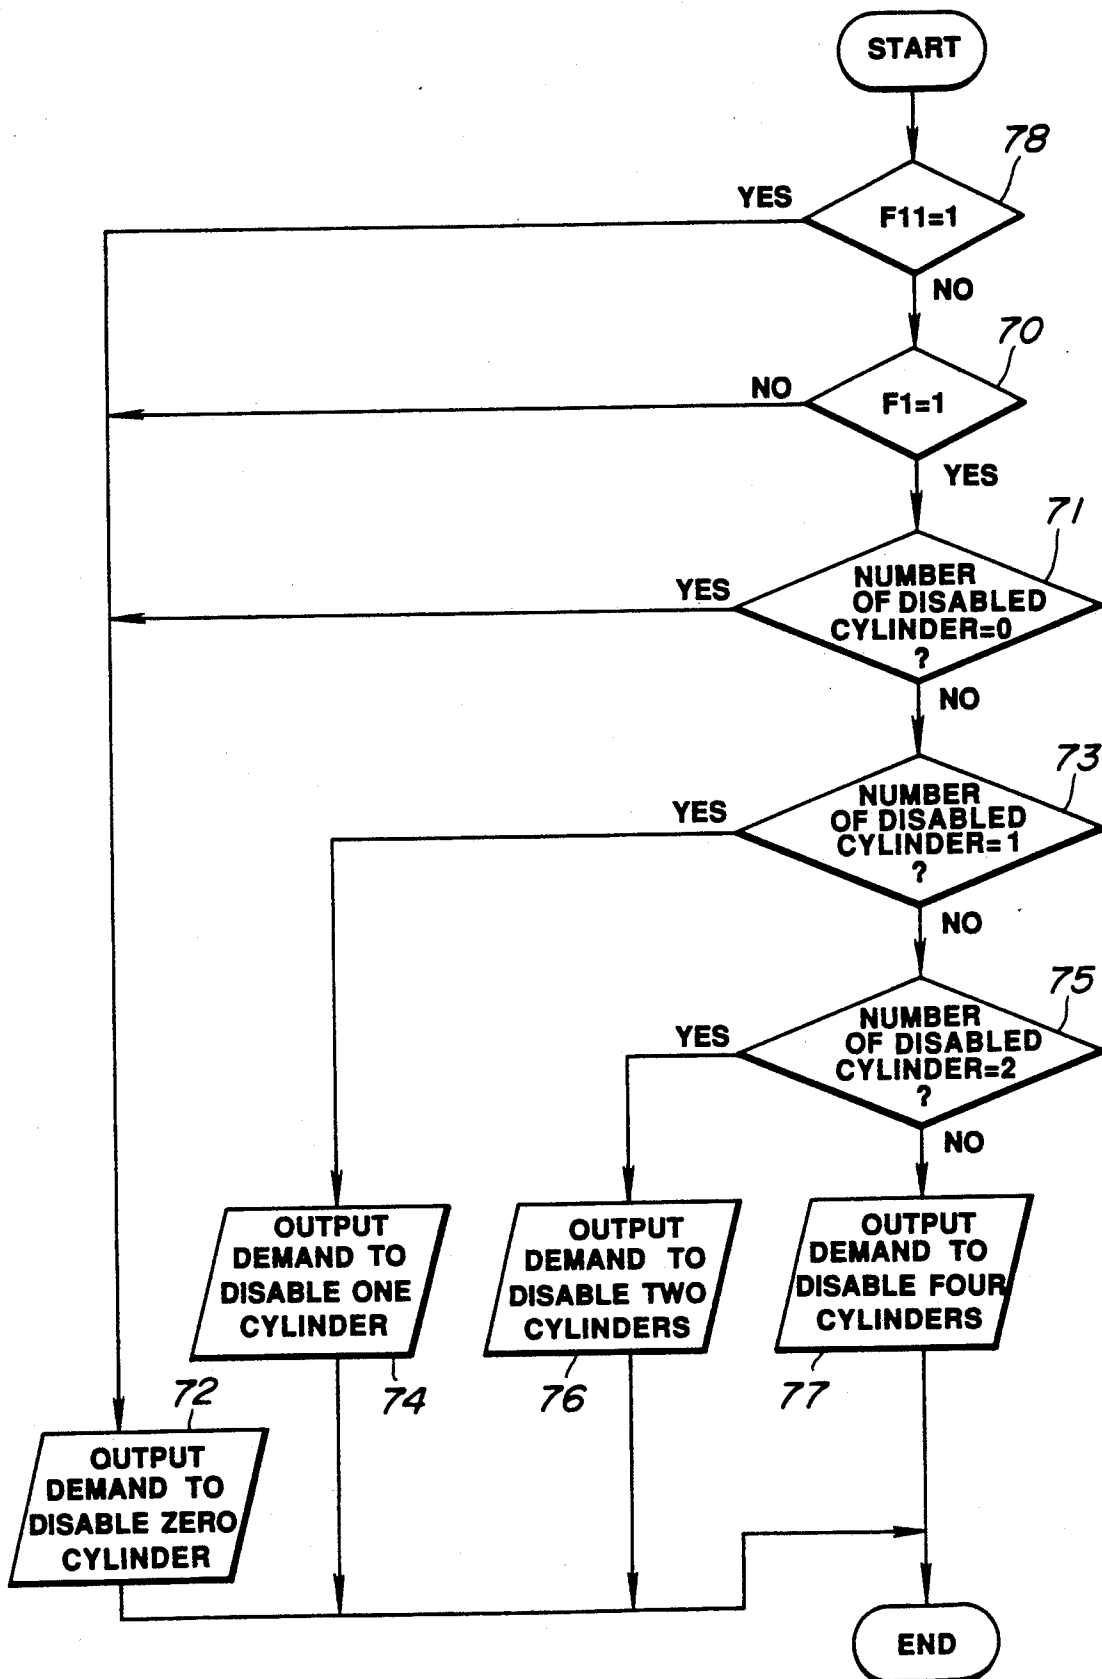 START
78
YES
F11=1
NO
70
NO
F1=1
YES
71
YES
NUMBER
OF DISABLED
CYLINDER=0
?
NO
73
YES
NUMBER
OF DISABLED
CYLINDER=1
?
NO
75
YES
NUMBER
OF DISABLED
CYLINDER=2
?
NO
OUTPUT
DEMAND TO
DISABLE ONE
CYLINDER
74
OUTPUT
DEMAND TO
DISABLE TWO
CYLINDERS
76
OUTPUT
DEMAND TO
DISABLE FOUR
CYLINDERS
77
72
OUTPUT
DEMAND TO
DISABLE ZERO
CYLINDER
END